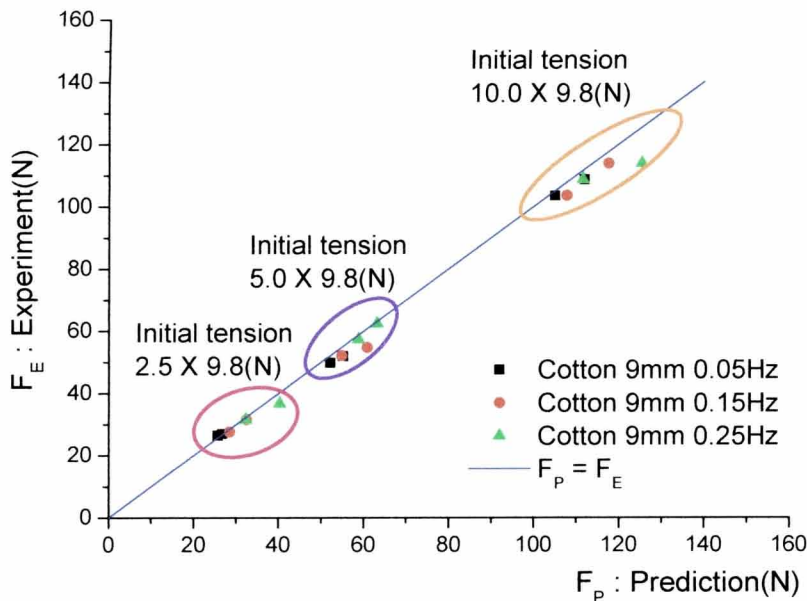 160
140
120
100
80
60
40
20
0
F_E : Experiment(N)
Initial tension
10.0 X 9.8(N)
Initial tension
5.0 X 9.8(N)
Initial tension
2.5 X 9.8(N)
Cotton 9mm 0.05Hz
Cotton 9mm 0.15Hz
Cotton 9mm 0.25Hz
F_P = F_E
0 20 40 60 80 100 120 140 160
F_P : Prediction(N)